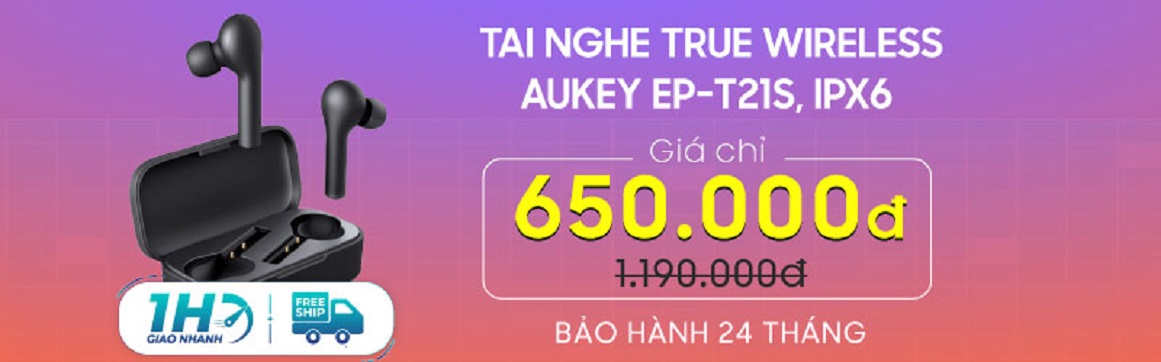 TAI NGHE TRUE WIRELESS
AUKEY EP-T21S, IPX6
Giá chỉ
650.000đ
1.190.000đ
BẢO HÀNH 24 THÁNG
1H
GIAO NHANH
FREE
SHIP